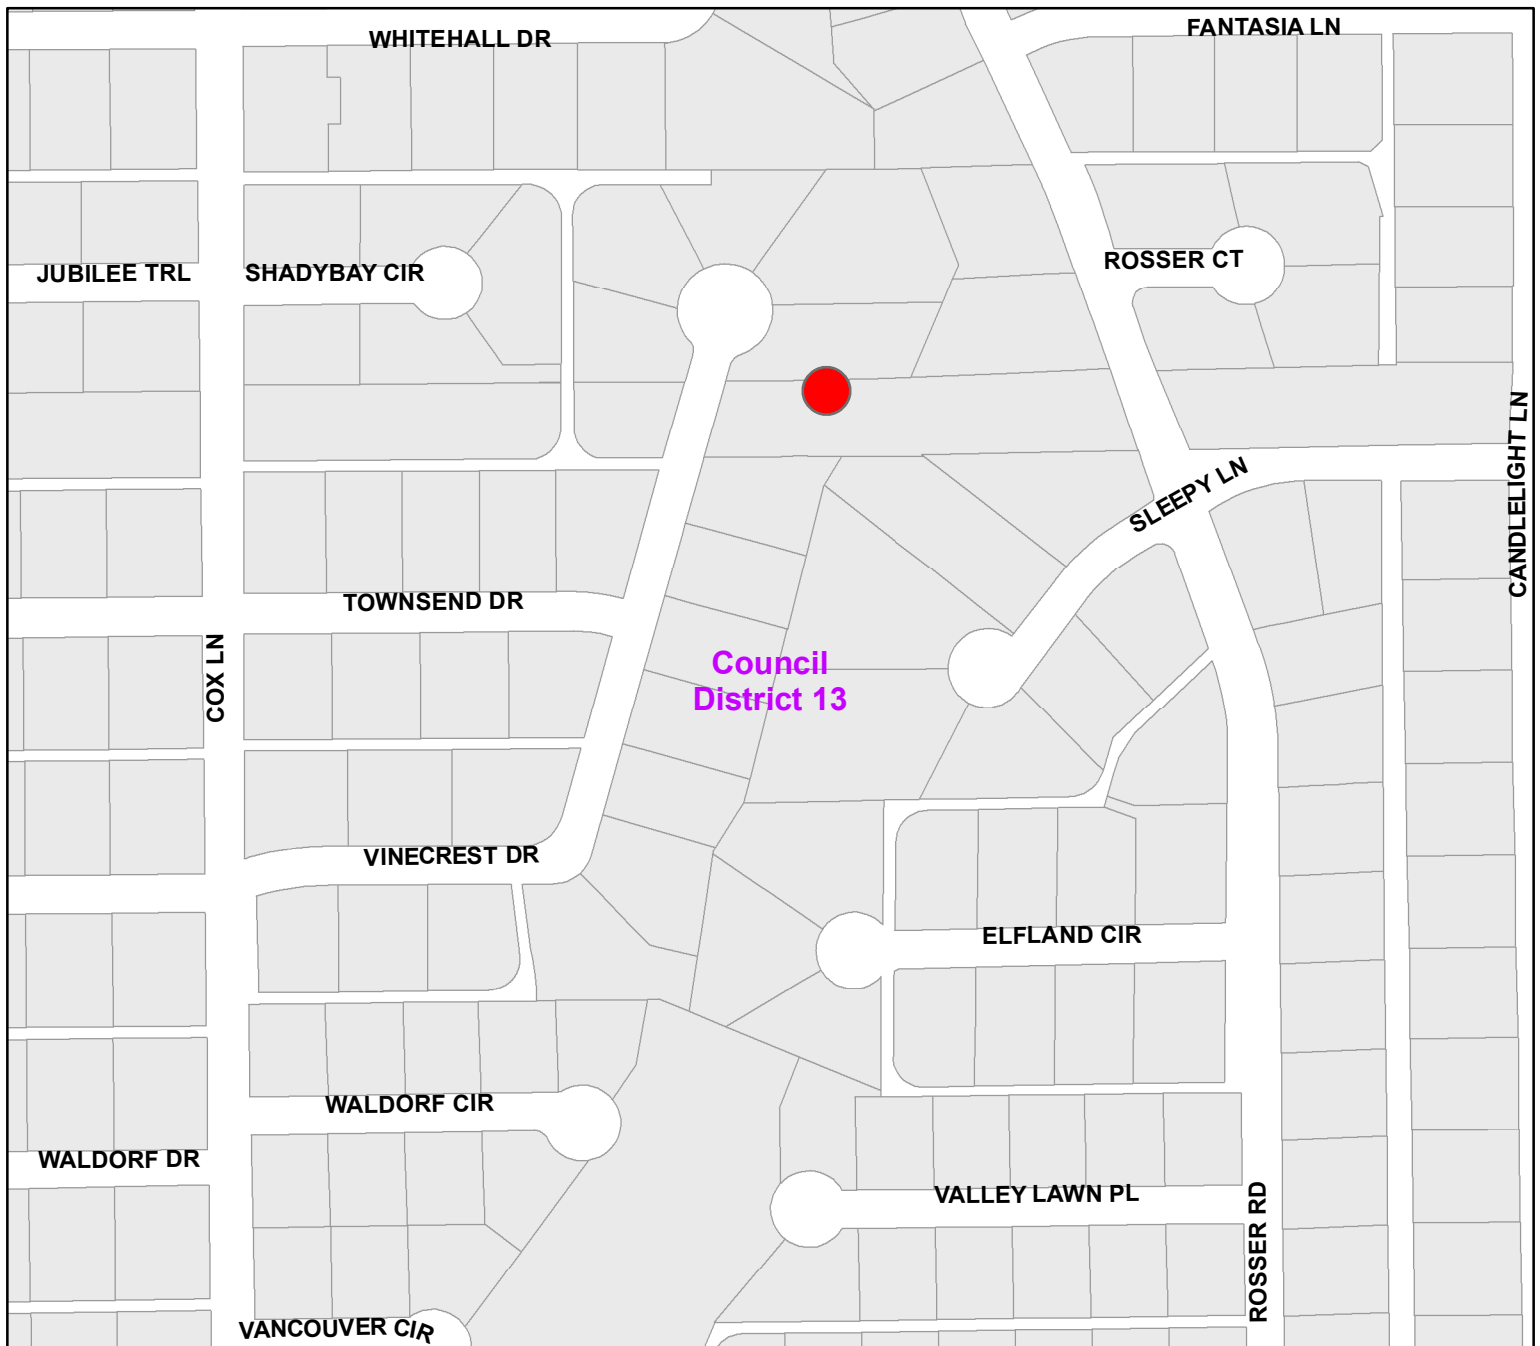 WHITEHALL DR
FANTASIA LN
JUBILEE TRL
SHADYBAY CIR
ROSSER CT
CANDLELIGHT LN
SLEEPY LN
TOWNSEND DR
COX LN
Council
District 13
VINECREST DR
ELFLAND CIR
WALDORF CIR
WALDORF DR
VALLEY LAWN PL
ROSSER RD
VANCOUVER CIR